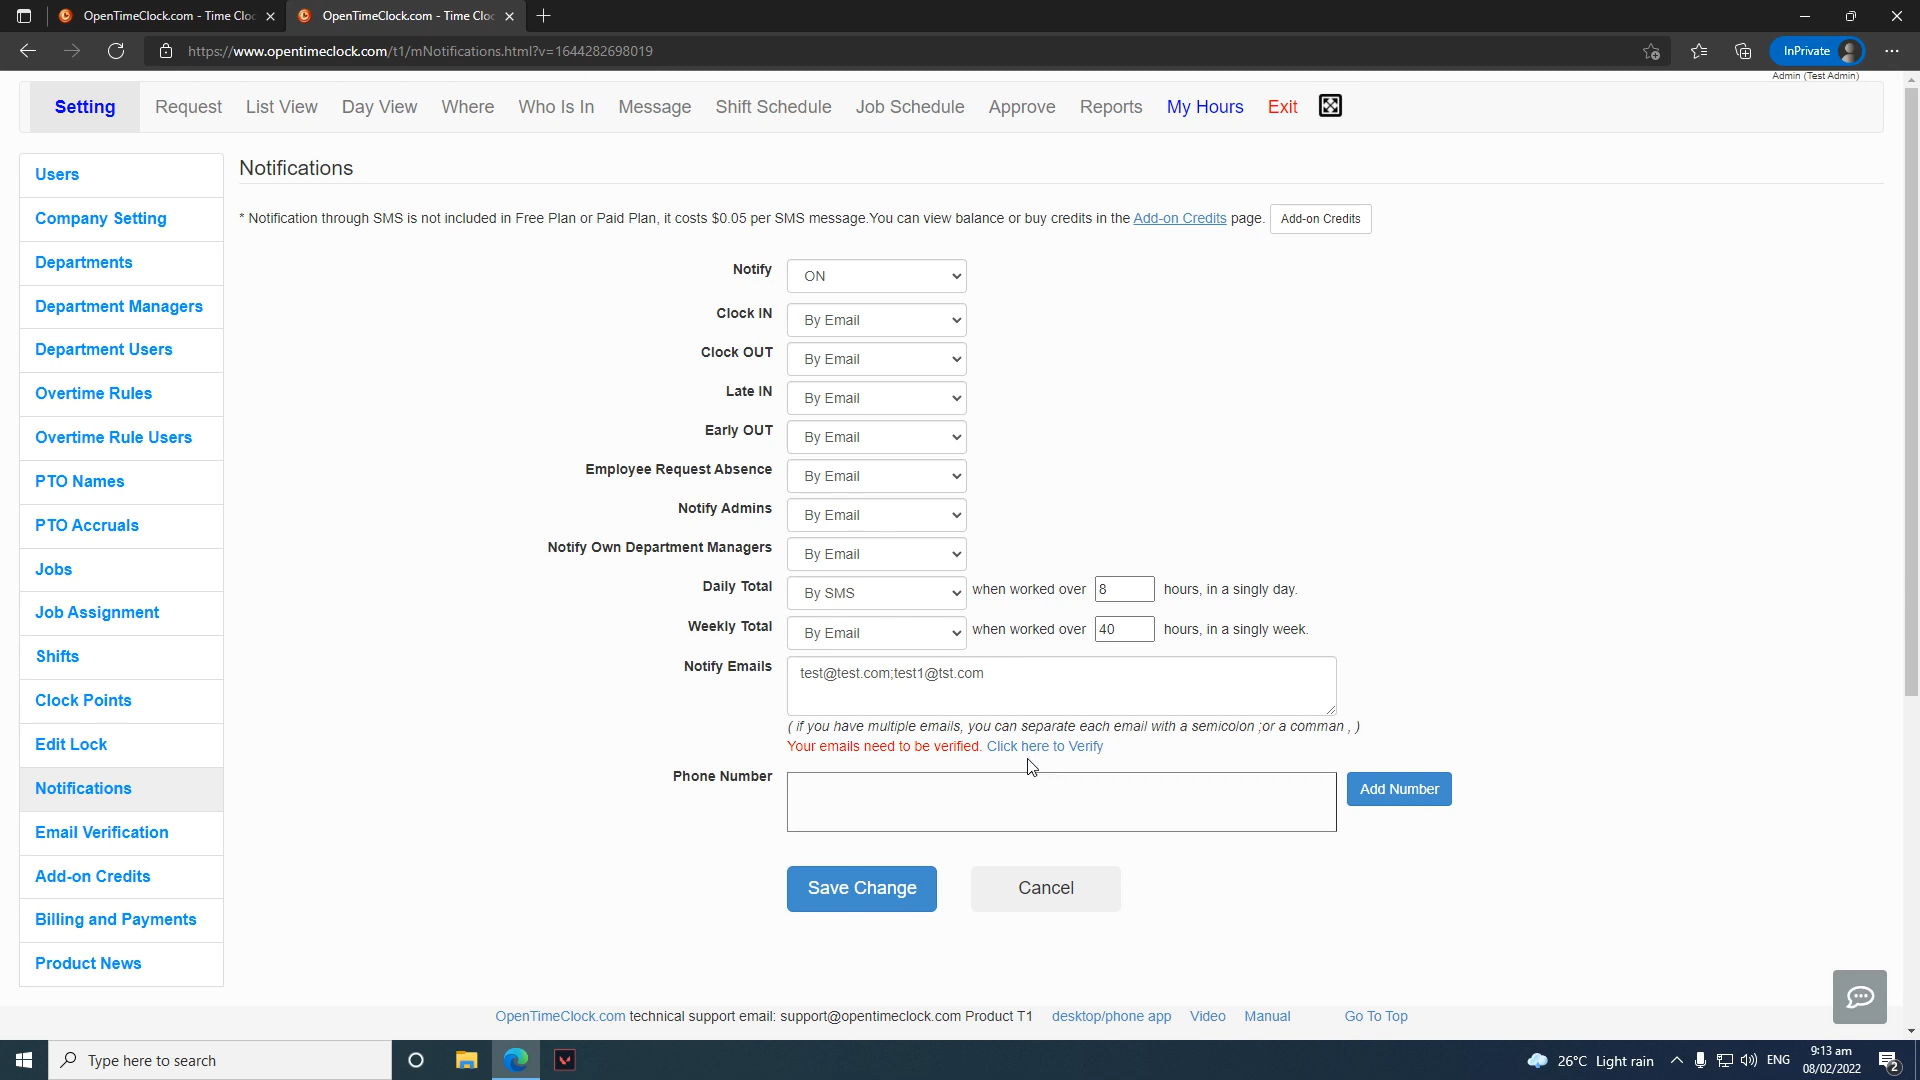 OpenTimeClock.com - Time Cloc
OpenTimeClock.com - Time Cloc
https://www.opentimeclock.com/t1/mNotifications.html?v=1644282698019
InPrivate
Admin (Test Admin)
Setting Request List View Day View Where Who Is In Message Shift Schedule Job Schedule Approve Reports My Hours Exit
Users
Company Setting
Departments
Department Managers
Department Users
Overtime Rules
Overtime Rule Users
PTO Names
PTO Accruals
Jobs
Job Assignment
Shifts
Clock Points
Edit Lock
Notifications
Email Verification
Add-on Credits
Billing and Payments
Product News
Notifications
* Notification through SMS is not included in Free Plan or Paid Plan, it costs $0.05 per SMS message.You can view balance or buy credits in the Add-on Credits page. Add-on Credits
Notify ON
Clock IN By Email
Clock OUT By Email
Late IN By Email
Early OUT By Email
Employee Request Absence By Email
Notify Admins By Email
Notify Own Department Managers By Email
Daily Total By SMS when worked over 8 hours, in a singly day.
Weekly Total By Email when worked over 40 hours, in a singly week.
Notify Emails test@test.com;test1@tst.com
( if you have multiple emails, you can separate each email with a semicolon ;or a comman , )
Your emails need to be verified. Click here to Verify
Phone Number Add Number
Save Change Cancel
OpenTimeClock.com technical support email: support@opentimeclock.com Product T1 desktop/phone app Video Manual Go To Top
Type here to search
26°C Light rain
ENG
9:13 am
08/02/2022
2